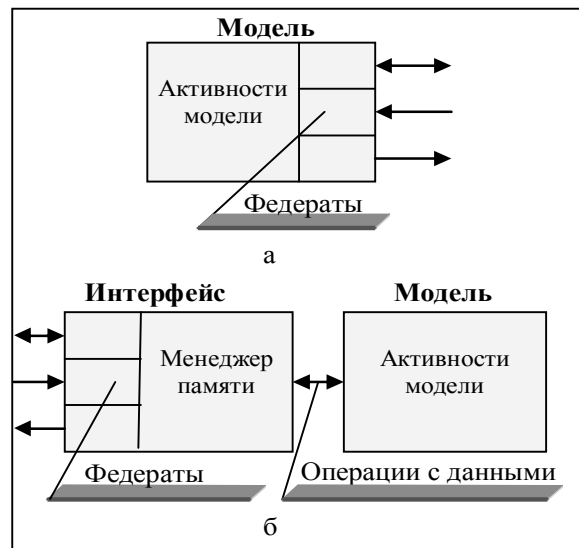 Модель
Активности
модели
Федераты
а
Интерфейс
Модель
Менеджер
памяти
Активности
модели
Федераты
Операции с данными
б